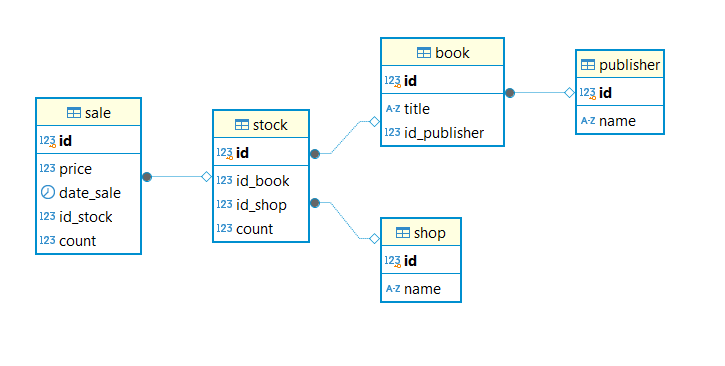 sale
123 id
123 price
date_sale
123 id_stock
123 count
stock
123 id
123 id_book
123 id_shop
123 count
book
123 id
A-Z title
123 id_publisher
publisher
123 id
A-Z name
shop
123 id
A-Z name